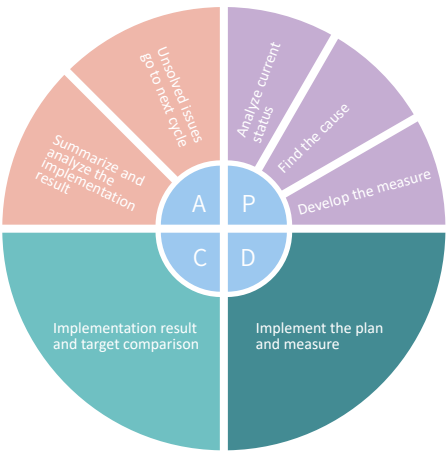 Unsolved issues
go to next cycle
Analyze current
status
Find the cause
Develop the measure
Summarize and
analyze the
implementation
result
A
P
C
D
Implementation result
and target comparison
Implement the plan
and measure